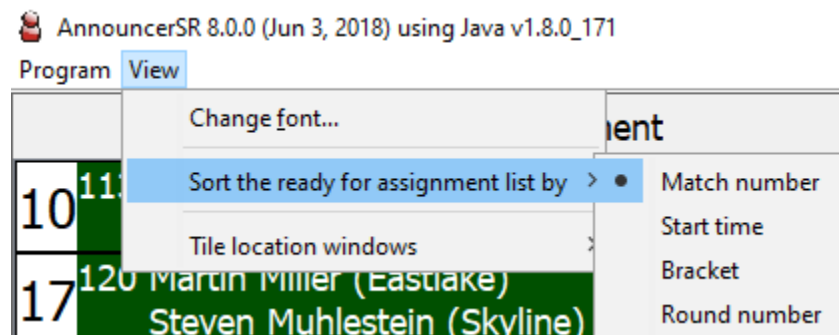 AnnouncerSR 8.0.0 (Jun 3, 2018) using Java v1.8.0_171
Program View
Change font...
Sort the ready for assignment list by
Tile location windows
Match number
Start time
Bracket
Round number
10
17 120 Martin Miller (Eastlake)
Steven Muhlestein (Skyline)